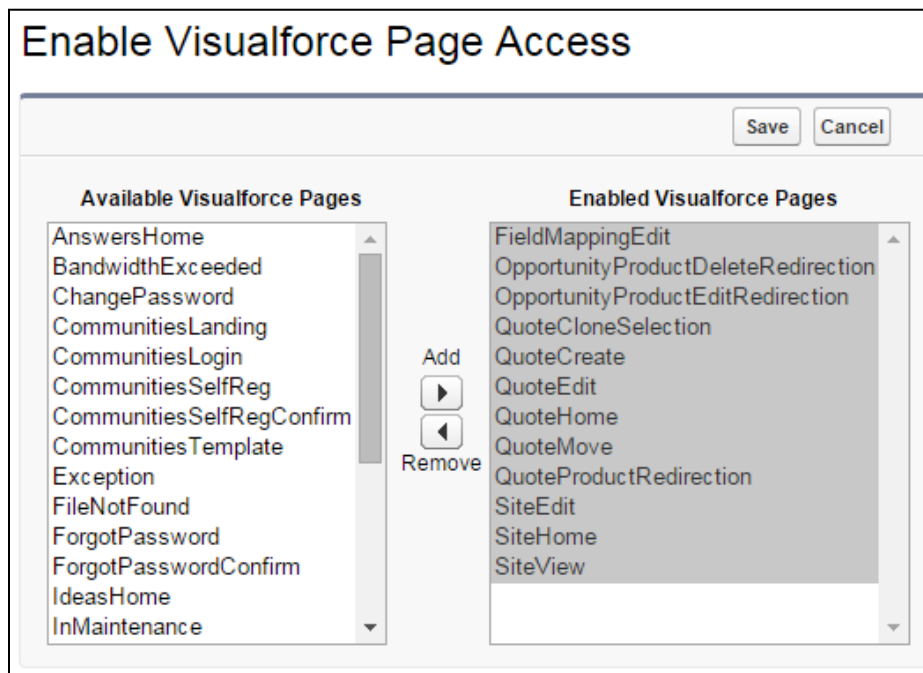 Enable Visualforce Page Access
Save
Cancel
Available Visualforce Pages
AnswersHome
BandwidthExceeded
ChangePassword
CommunitiesLanding
CommunitiesLogin
CommunitiesSelfReg
CommunitiesSelfRegConfirm
CommunitiesTemplate
Exception
FileNotFound
ForgotPassword
ForgotPasswordConfirm
IdeasHome
InMaintenance
Add
Remove
Enabled Visualforce Pages
FieldMappingEdit
OpportunityProductDeleteRedirection
OpportunityProductEditRedirection
QuoteCloneSelection
QuoteCreate
QuoteEdit
QuoteHome
QuoteMove
QuoteProductRedirection
SiteEdit
SiteHome
SiteView